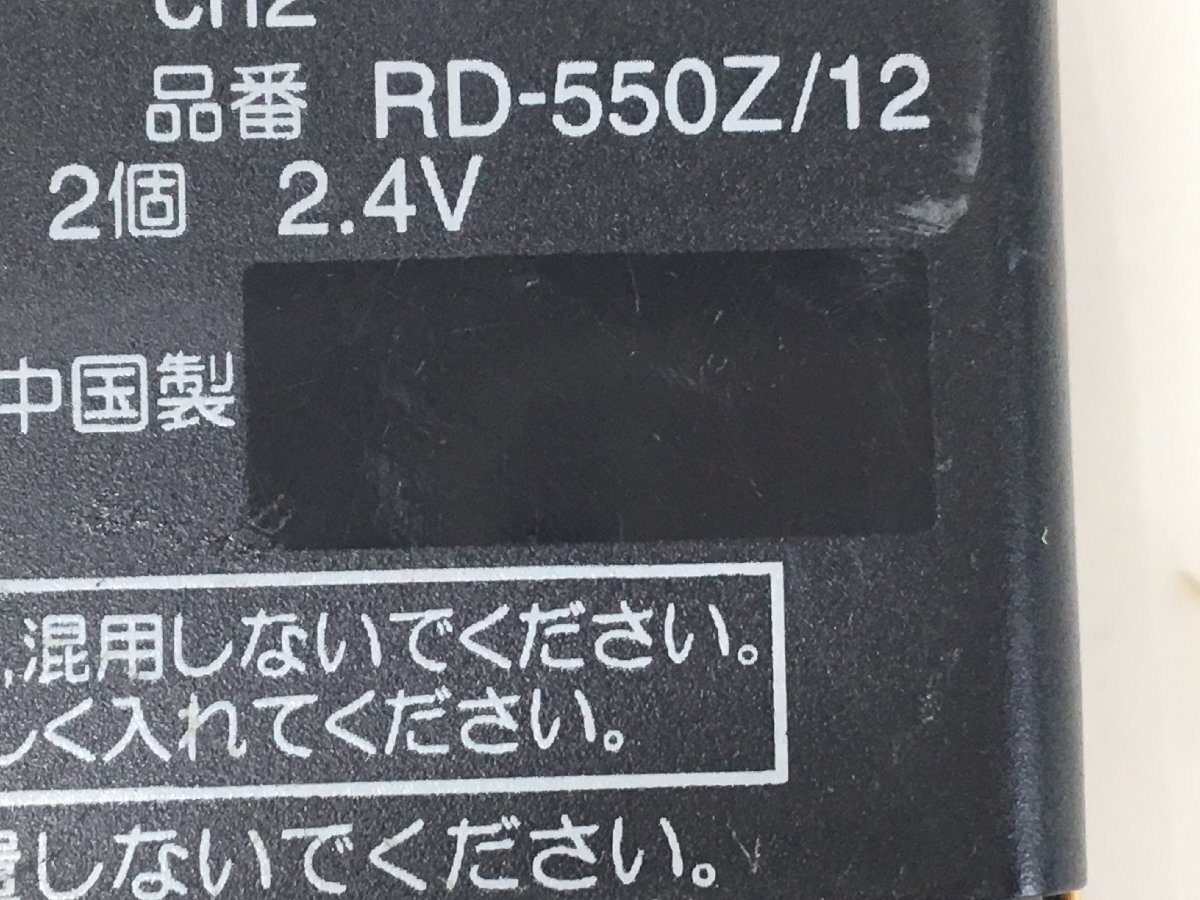 CH2
品番 RD-550Z/12
2個 2.4V
中国製
混用しないでください。
しく入れてください。
しないでください。